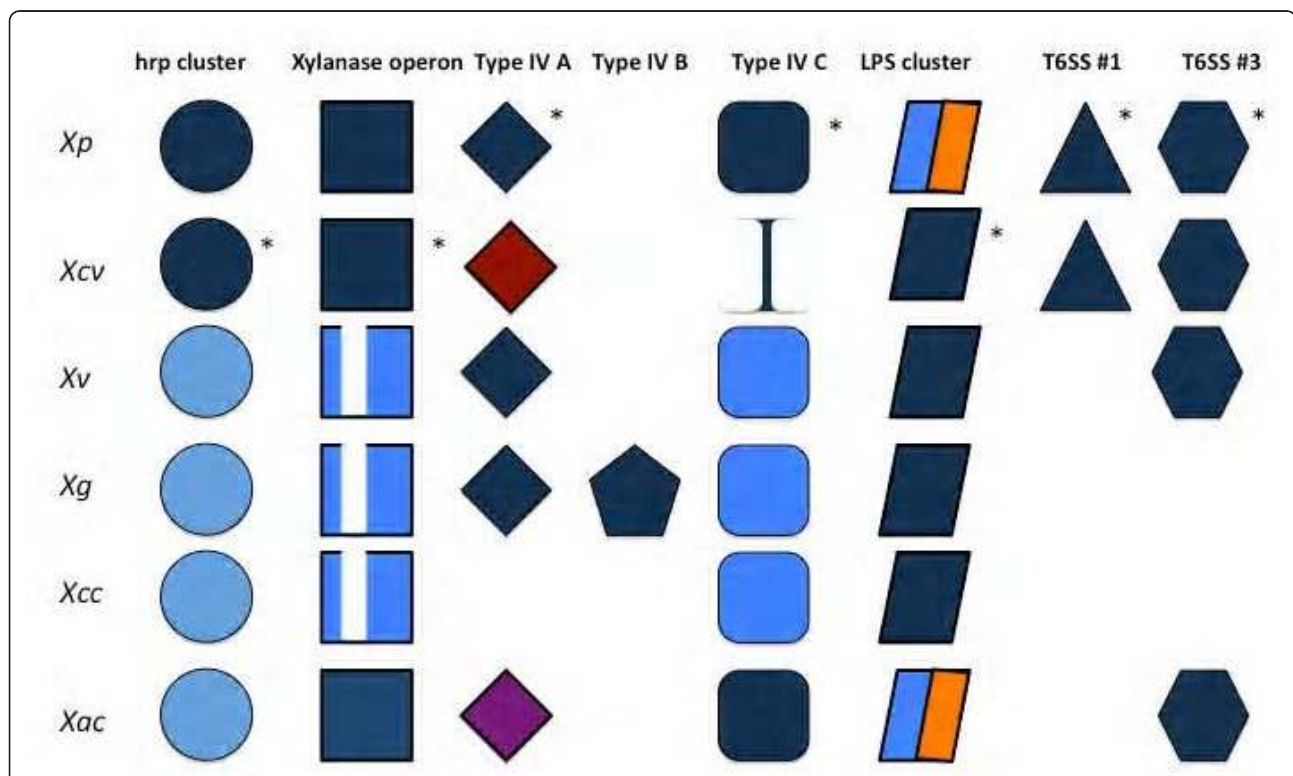 hrp cluster Xylanase operon Type IV A Type IV B Type IV C LPS cluster T6SS #1 T6SS #3
Xp * * * *
Xcv * * *
Xv
Xg
Xcc
Xac